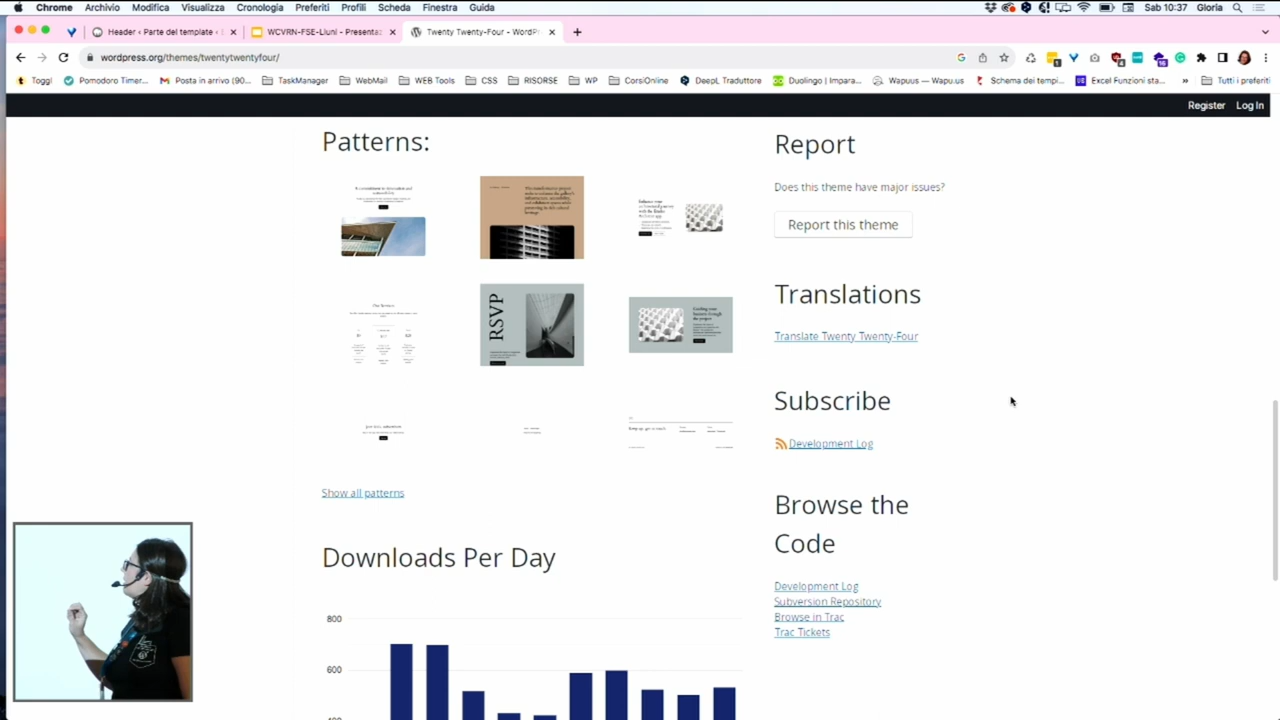 Chrome Archivio Modifica Visualizza Cronologia Preferiti Profili Scheda Finestra Guida Sab 10:37 Gloria
Header ‹ Parte del template ‹
WCVRN-FSE-Lluni - Presenta
Twenty Twenty-Four - WordP
wordpress.org/themes/twentytwentyfour/
Toggl Pomodoro Timer... Posta in arrivo (90... TaskManager WebMail WEB Tools CSS RISORSE WP CorsiOnline DeepL Traduttore Duolingo | Impara... Wapuus — Wapu.us Schema dei tempi... Excel Funzioni sta... » Tutti i preferiti
Register Log In
Patterns:
RSVP
Show all patterns
Downloads Per Day
800
600
Report
Does this theme have major issues?
Report this theme
Translations
Translate Twenty Twenty-Four
Subscribe
Development Log
Browse the
Code
Development Log
Subversion Repository
Browse in Trac
Trac Tickets